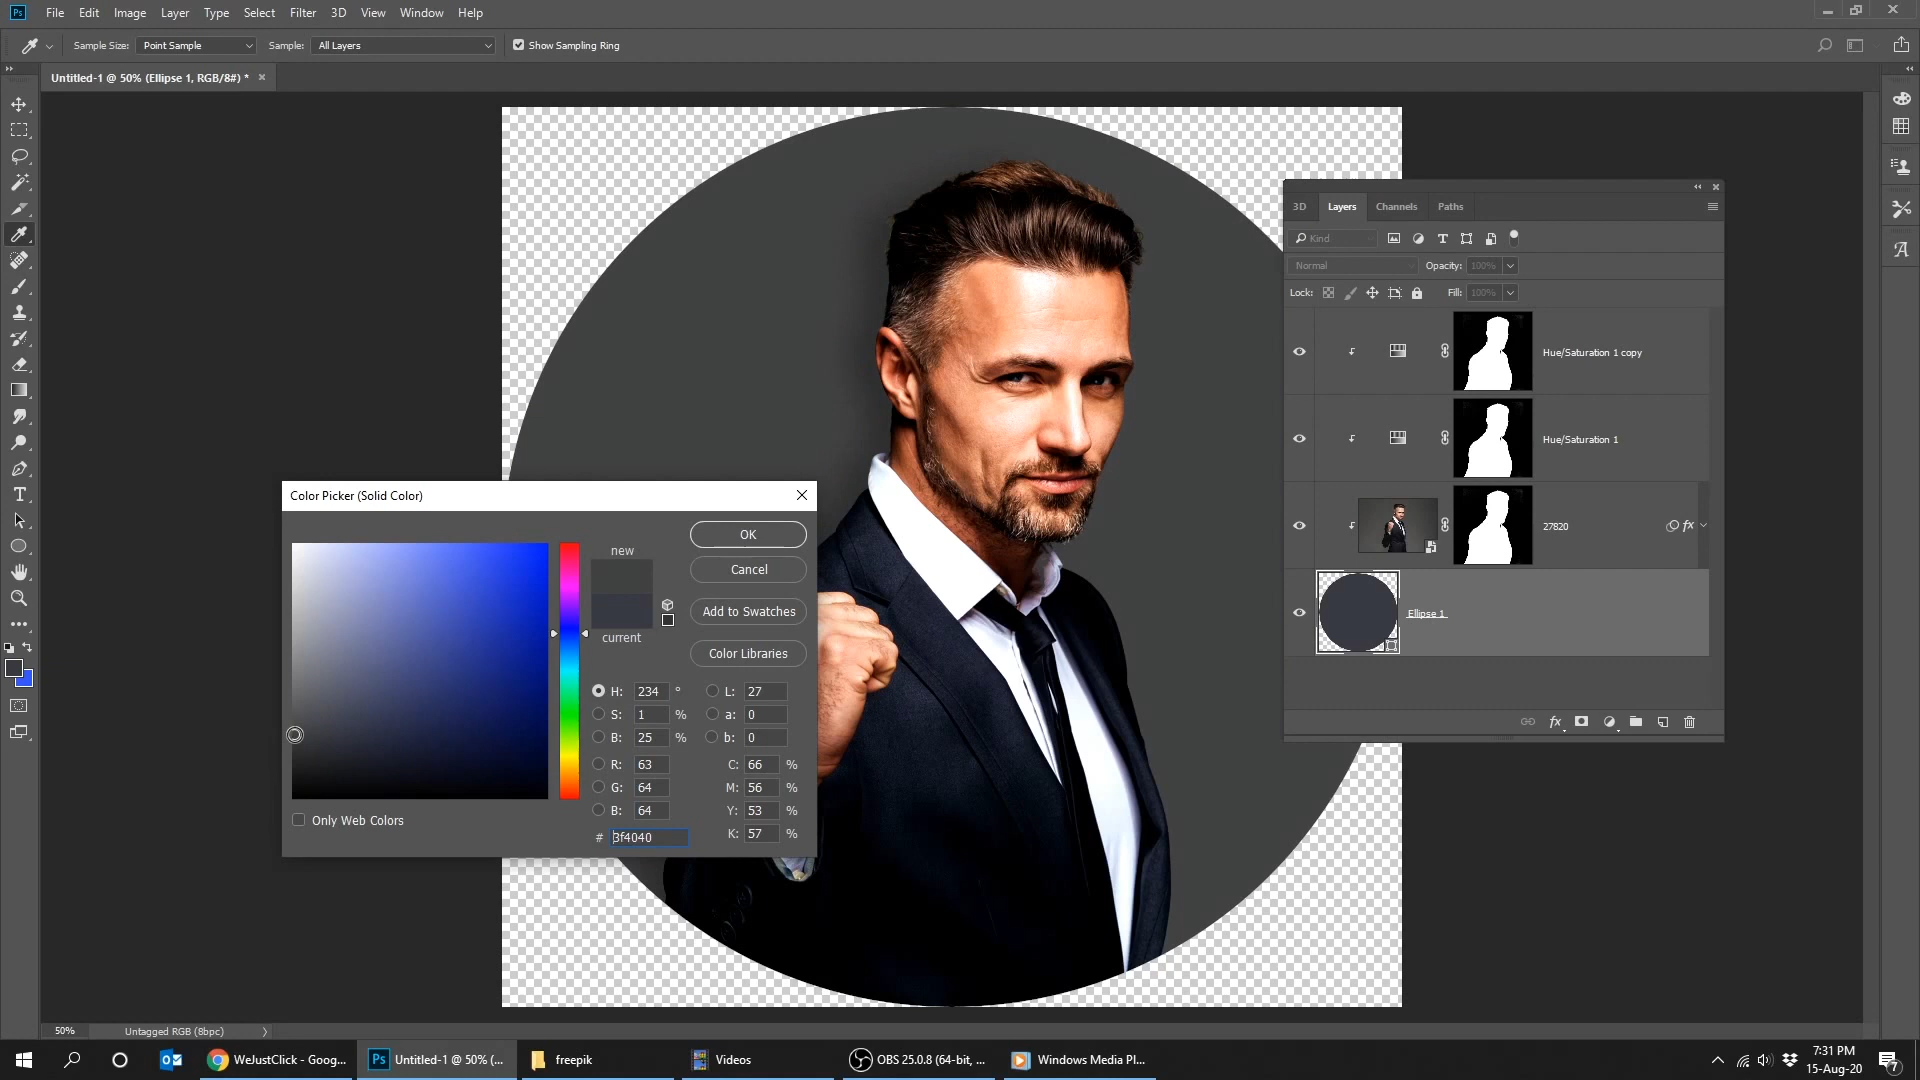 Ps File Edit Image Layer Type Select Filter 3D View Window Help
Sample Size: Point Sample Sample: All Layers Show Sampling Ring
Untitled-1 @ 50% (Ellipse 1, RGB/8#) *
3D Layers Channels Paths
Kind
Normal Opacity: 100%
Lock: Fill: 100%
Hue/Saturation 1 copy
Hue/Saturation 1
27820 fx
Ellipse 1
fx
Color Picker (Solid Color)
new
current
OK
Cancel
Add to Swatches
Color Libraries
H: 234 ° L: 27
S: 1 % a: 0
B: 25 % b: 0
R: 63 C: 66 %
G: 64 M: 56 %
B: 64 Y: 53 %
# 3f4040 K: 57 %
Only Web Colors
50% Untagged RGB (8bpc)
WeJustClick - Goog...
Ps Untitled-1 @ 50% (...
freepik
Videos
OBS 25.0.8 (64-bit, ...
Windows Media Pl...
7:31 PM
15-Aug-20
7